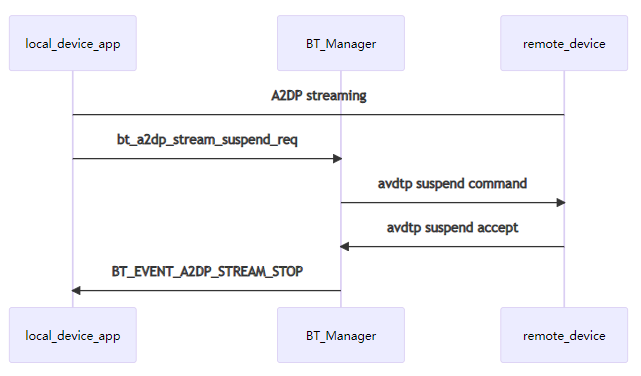 local_device_app
BT_Manager
remote_device
A2DP streaming
bt_a2dp_stream_suspend_req
avdtp suspend command
avdtp suspend accept
BT_EVENT_A2DP_STREAM_STOP
local_device_app
BT_Manager
remote_device